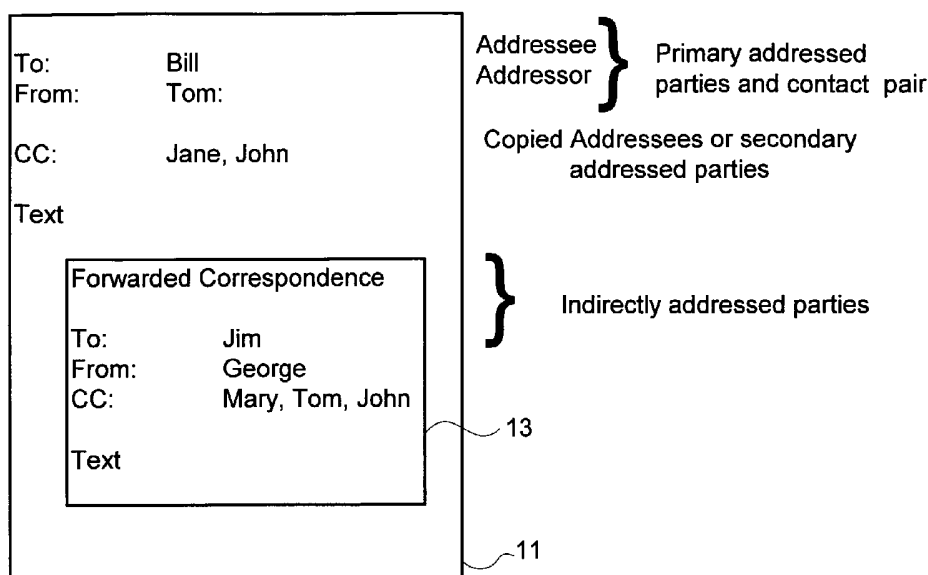 To: Bill
From: Tom:
CC: Jane, John
Text
Forwarded Correspondence
To: Jim
From: George
CC: Mary, Tom, John
Text
Addressee
Addressor
Primary addressed
parties and contact pair
Copied Addressees or secondary
addressed parties
Indirectly addressed parties
13
11